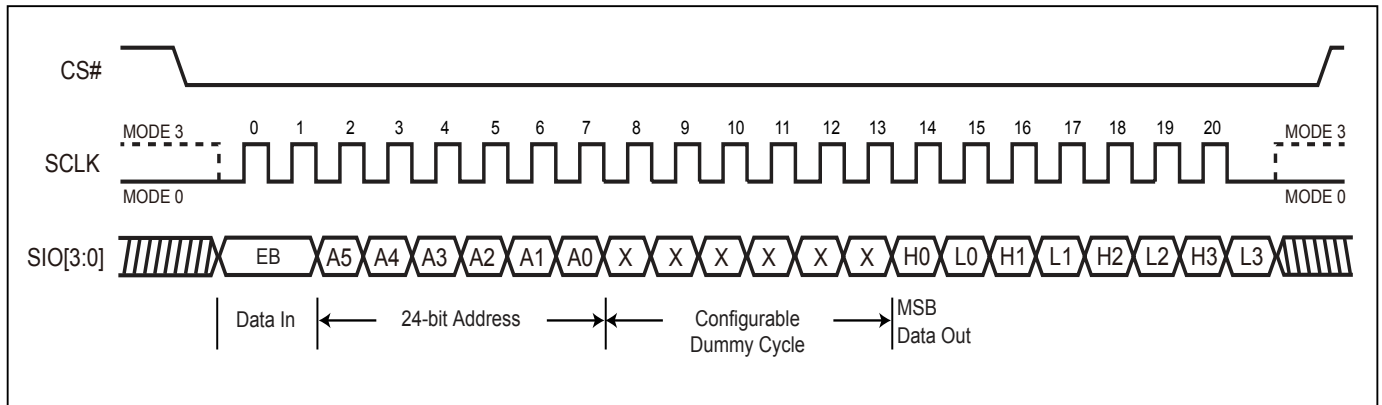 CS#
MODE 3 0 1 2 3 4 5 6 7 8 9 10 11 12 13 14 15 16 17 18 19 20 MODE 3
SCLK
MODE 0 MODE 0
SIO[3:0] EB A5 A4 A3 A2 A1 A0 X X X X X X H0 L0 H1 L1 H2 L2 H3 L3
Data In 24-bit Address Configurable MSB
Dummy Cycle Data Out